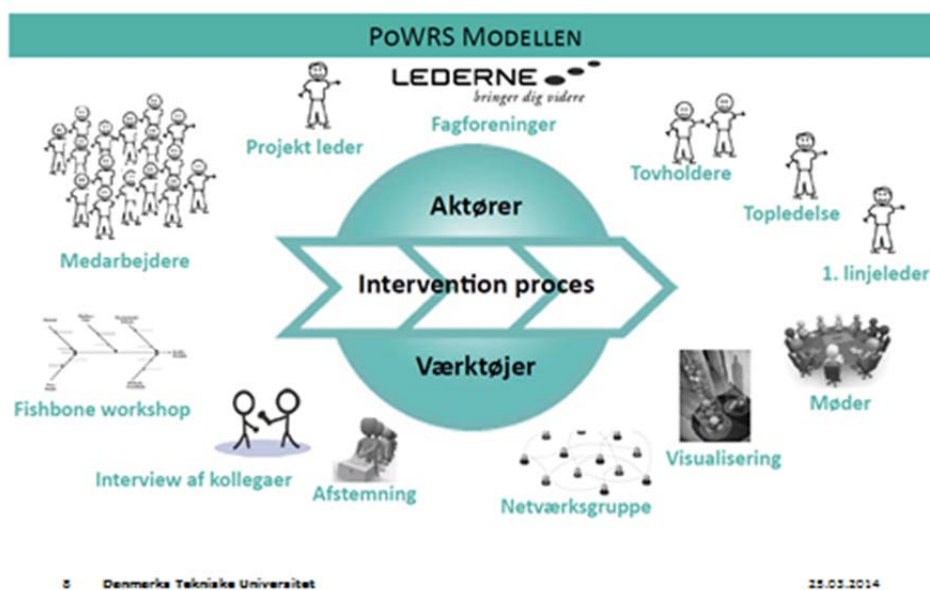 PoWRS Modellen
LEDERNE
bringer dig videre
Fagforeninger
Projekt leder
Tovholdere
Topledelse
1. linjeleder
Medarbejdere
Aktører
Intervention proces
Værktøjer
Fishbone workshop
Interview af kollegaer
Afstemning
Netværksgruppe
Visualisering
Møder
8 Danmarks Tekniske Universitet
25.03.2014